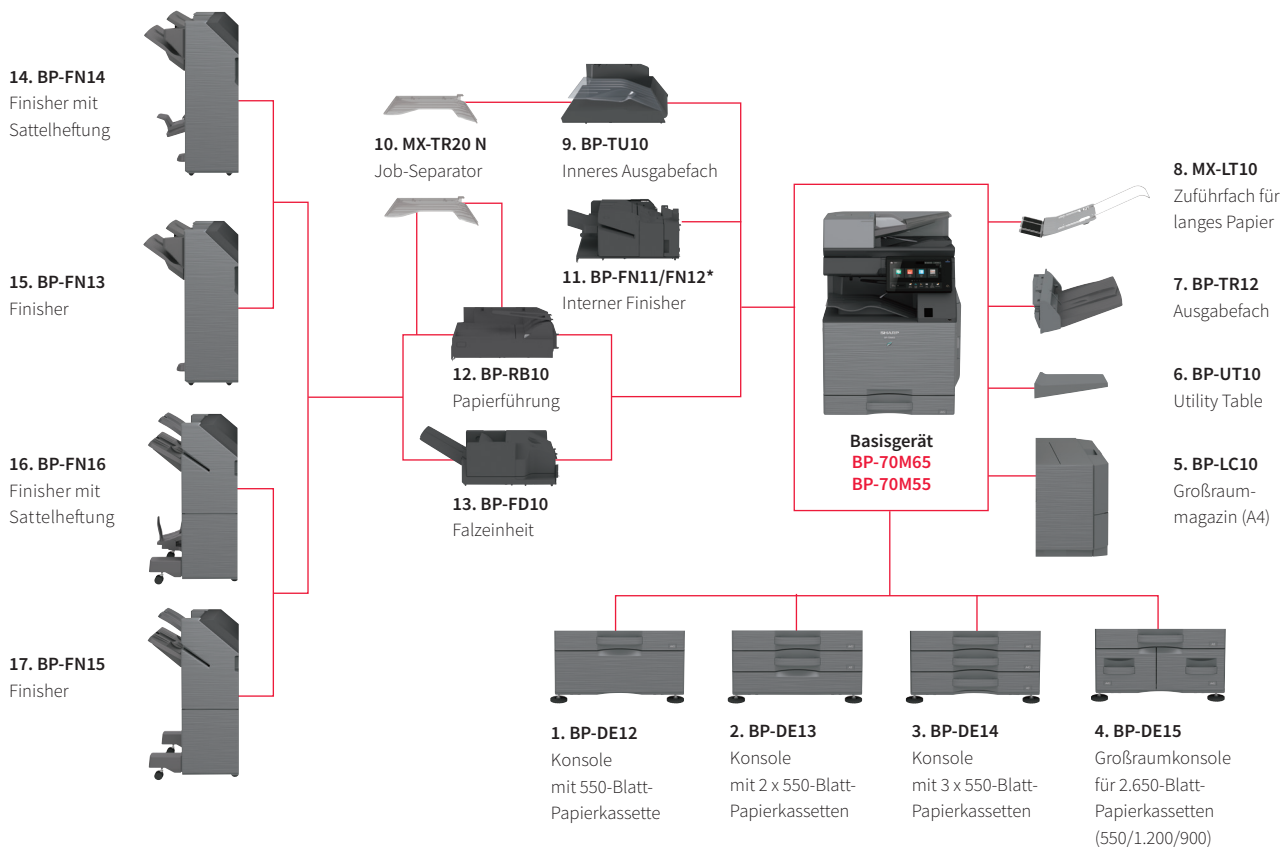 14. BP-FN14
Finisher mit
Sattelheftung
15. BP-FN13
Finisher
16. BP-FN16
Finisher mit
Sattelheftung
17. BP-FN15
Finisher
10. MX-TR20 N
Job-Separator
9. BP-TU10
Inneres Ausgabefach
11. BP-FN11/FN12*
Interner Finisher
12. BP-RB10
Papierführung
13. BP-FD10
Falzeinheit
SHARP
Basisgerät
BP-70M65
BP-70M55
8. MX-LT10
Zuführfach für
langes Papier
7. BP-TR12
Ausgabefach
6. BP-UT10
Utility Table
5. BP-LC10
Großraum-
magazin (A4)
1. BP-DE12
Konsole
mit 550-Blatt-
Papierkassette
2. BP-DE13
Konsole
mit 2 x 550-Blatt-
Papierkassetten
3. BP-DE14
Konsole
mit 3 x 550-Blatt-
Papierkassetten
4. BP-DE15
Großraumkonsole
für 2.650-Blatt-
Papierkassetten
(550/1.200/900)